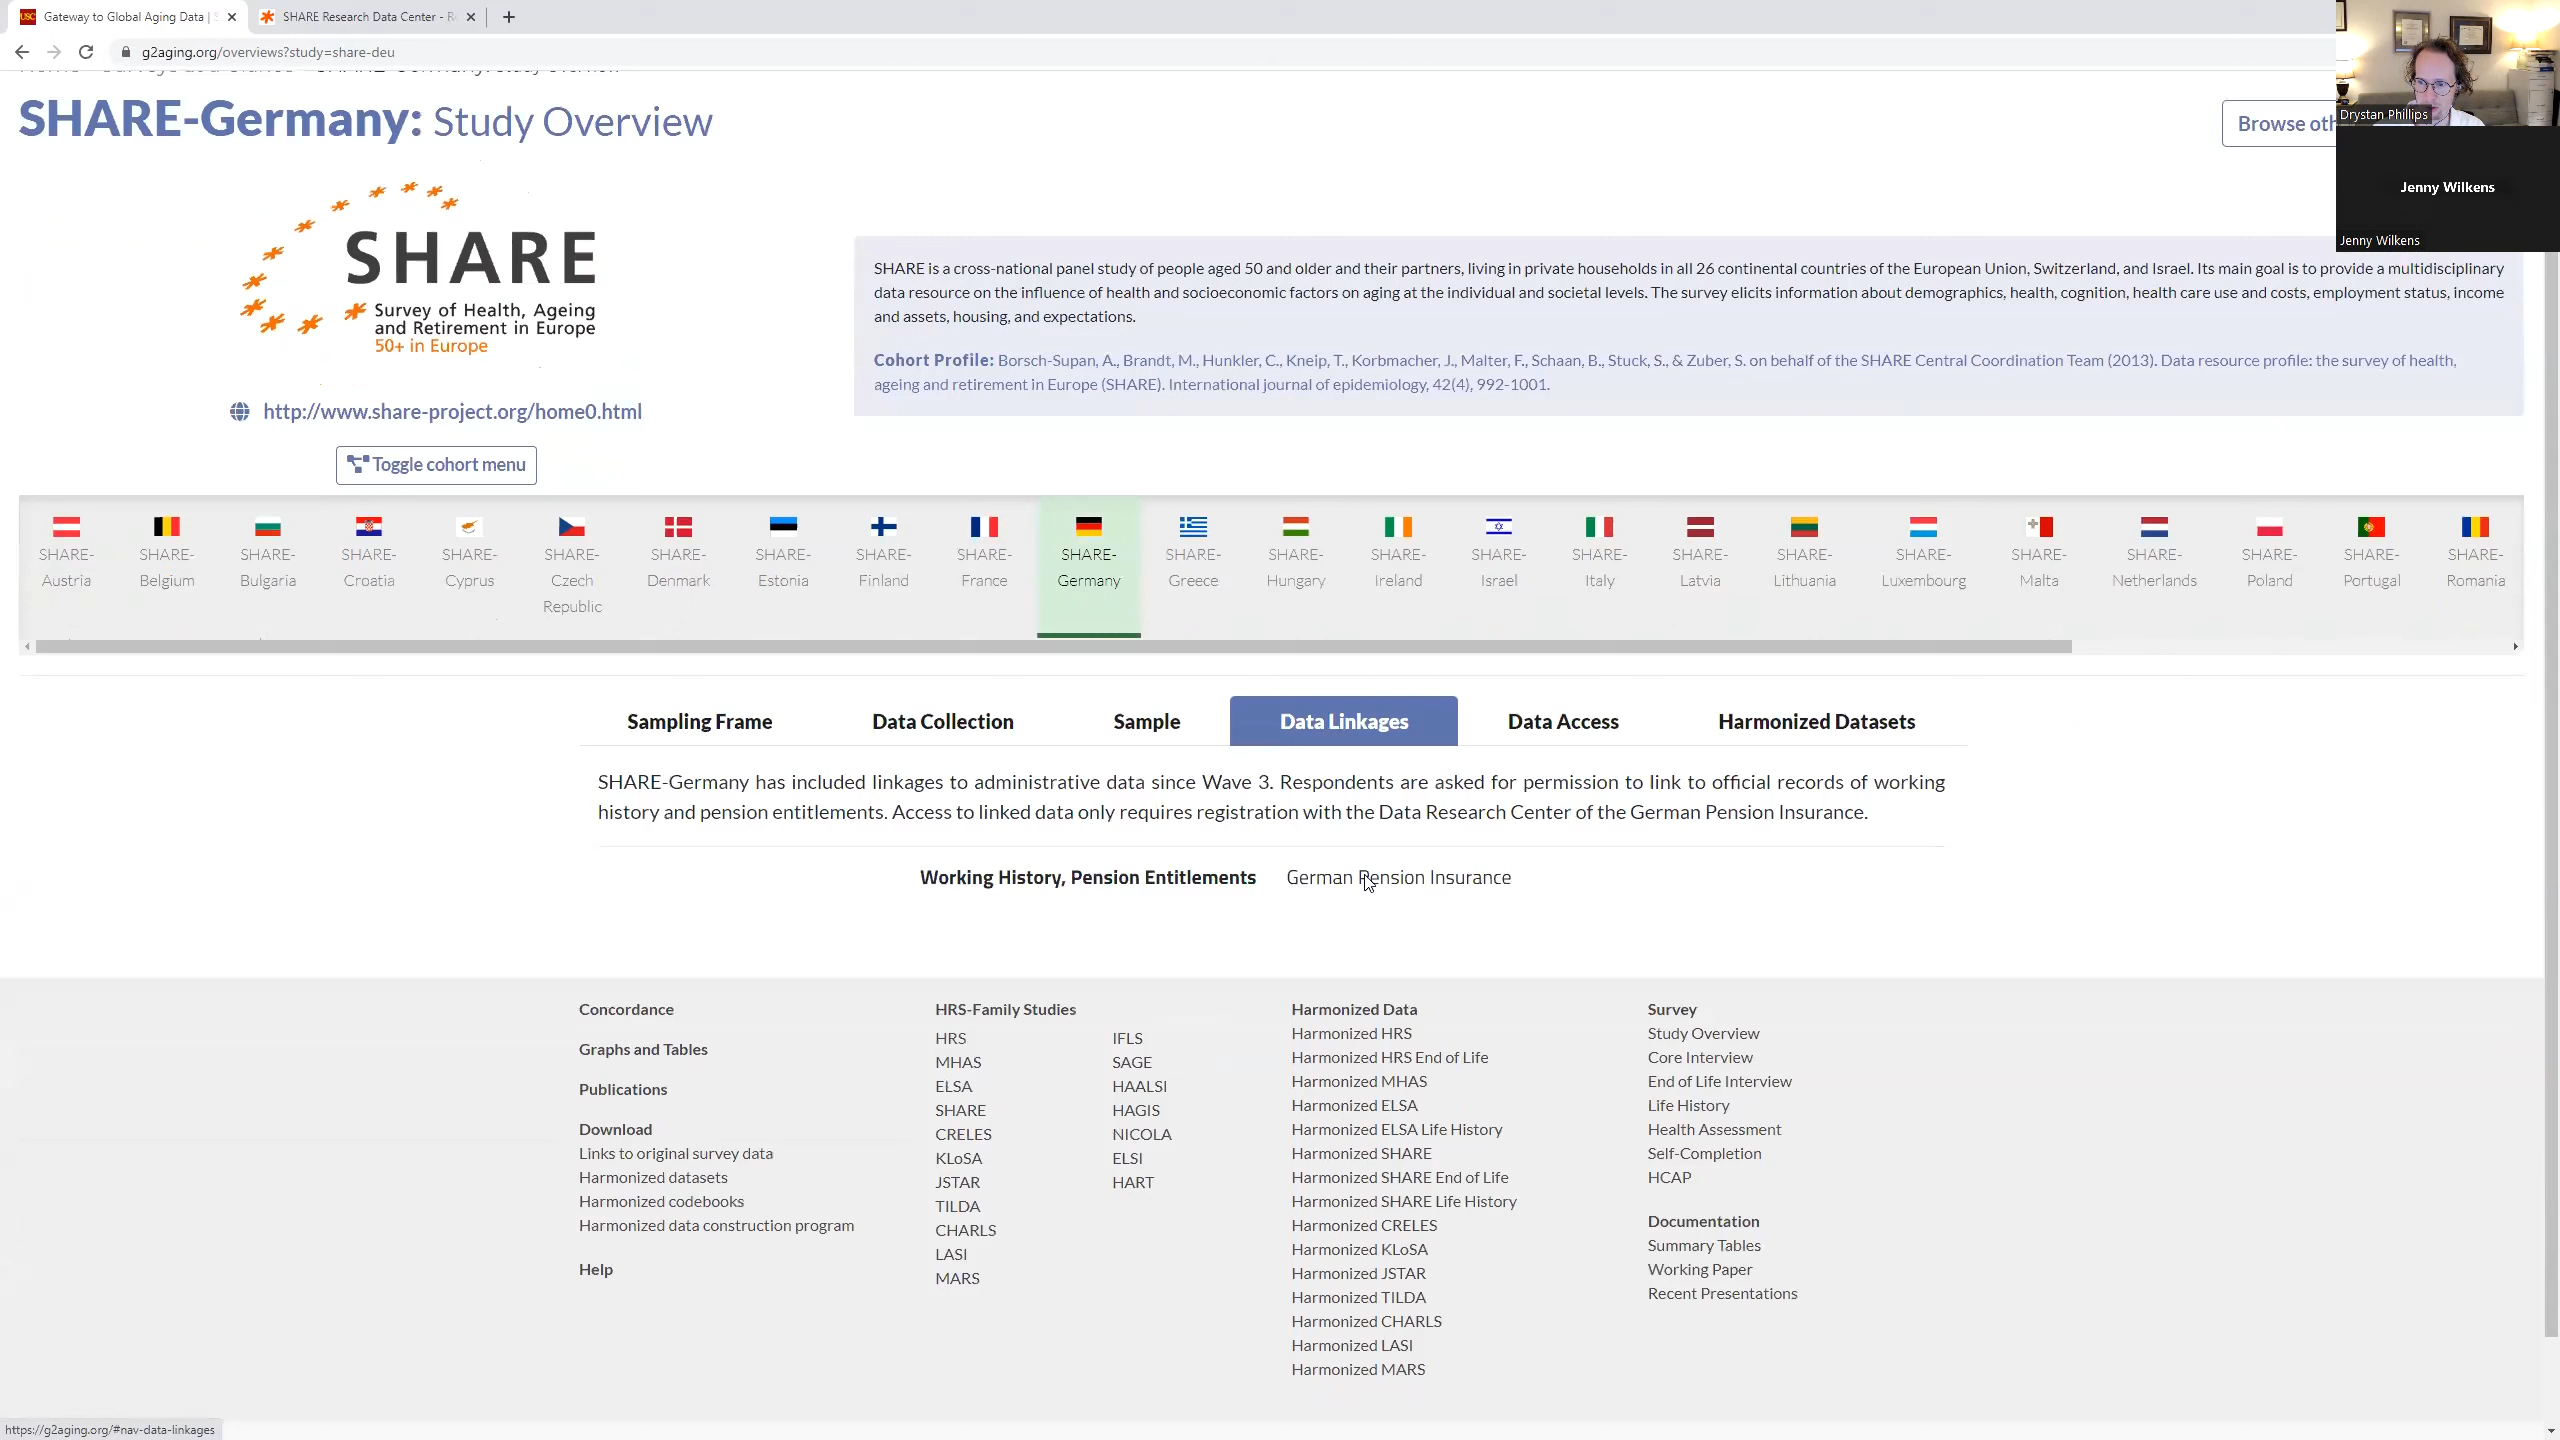 Gateway to Global Aging Data |
SHARE Research Data Center - R
g2aging.org/overviews?study=share-deu
SHARE-Germany: Study Overview
Browse oth
Drystan Phillips
Jenny Wilkens
Jenny Wilkens
SHARE
Survey of Health, Ageing
and Retirement in Europe
50+ in Europe
http://www.share-project.org/home0.html
Toggle cohort menu
SHARE is a cross-national panel study of people aged 50 and older and their partners, living in private households in all 26 continental countries of the European Union, Switzerland, and Israel. Its main goal is to provide a multidisciplinary
data resource on the influence of health and socioeconomic factors on aging at the individual and societal levels. The survey elicits information about demographics, health, cognition, health care use and costs, employment status, income
and assets, housing, and expectations.
Cohort Profile: Borsch-Supan, A., Brandt, M., Hunkler, C., Kneip, T., Korbmacher, J., Malter, F., Schaan, B., Stuck, S., & Zuber, S. on behalf of the SHARE Central Coordination Team (2013). Data resource profile: the survey of health,
ageing and retirement in Europe (SHARE). International journal of epidemiology, 42(4), 992-1001.
SHARE-
Austria
SHARE-
Belgium
SHARE-
Bulgaria
SHARE-
Croatia
SHARE-
Cyprus
SHARE-
Czech
Republic
SHARE-
Denmark
SHARE-
Estonia
SHARE-
Finland
SHARE-
France
SHARE-
Germany
SHARE-
Greece
SHARE-
Hungary
SHARE-
Ireland
SHARE-
Israel
SHARE-
Italy
SHARE-
Latvia
SHARE-
Lithuania
SHARE-
Luxembourg
SHARE-
Malta
SHARE-
Netherlands
SHARE-
Poland
SHARE-
Portugal
SHARE-
Romania
Sampling Frame
Data Collection
Sample
Data Linkages
Data Access
Harmonized Datasets
SHARE-Germany has included linkages to administrative data since Wave 3. Respondents are asked for permission to link to official records of working
history and pension entitlements. Access to linked data only requires registration with the Data Research Center of the German Pension Insurance.
Working History, Pension Entitlements
German Pension Insurance
Concordance
Graphs and Tables
Publications
Download
Links to original survey data
Harmonized datasets
Harmonized codebooks
Harmonized data construction program
Help
HRS-Family Studies
HRS
MHAS
ELSA
SHARE
CRELES
KLoSA
JSTAR
TILDA
CHARLS
LASI
MARS
IFLS
SAGE
HAALSI
HAGIS
NICOLA
ELSI
HART
Harmonized Data
Harmonized HRS
Harmonized HRS End of Life
Harmonized MHAS
Harmonized ELSA
Harmonized ELSA Life History
Harmonized SHARE
Harmonized SHARE End of Life
Harmonized SHARE Life History
Harmonized CRELES
Harmonized KLoSA
Harmonized JSTAR
Harmonized TILDA
Harmonized CHARLS
Harmonized LASI
Harmonized MARS
Survey
Study Overview
Core Interview
End of Life Interview
Life History
Health Assessment
Self-Completion
HCAP
Documentation
Summary Tables
Working Paper
Recent Presentations
https://g2aging.org/#nav-data-linkages